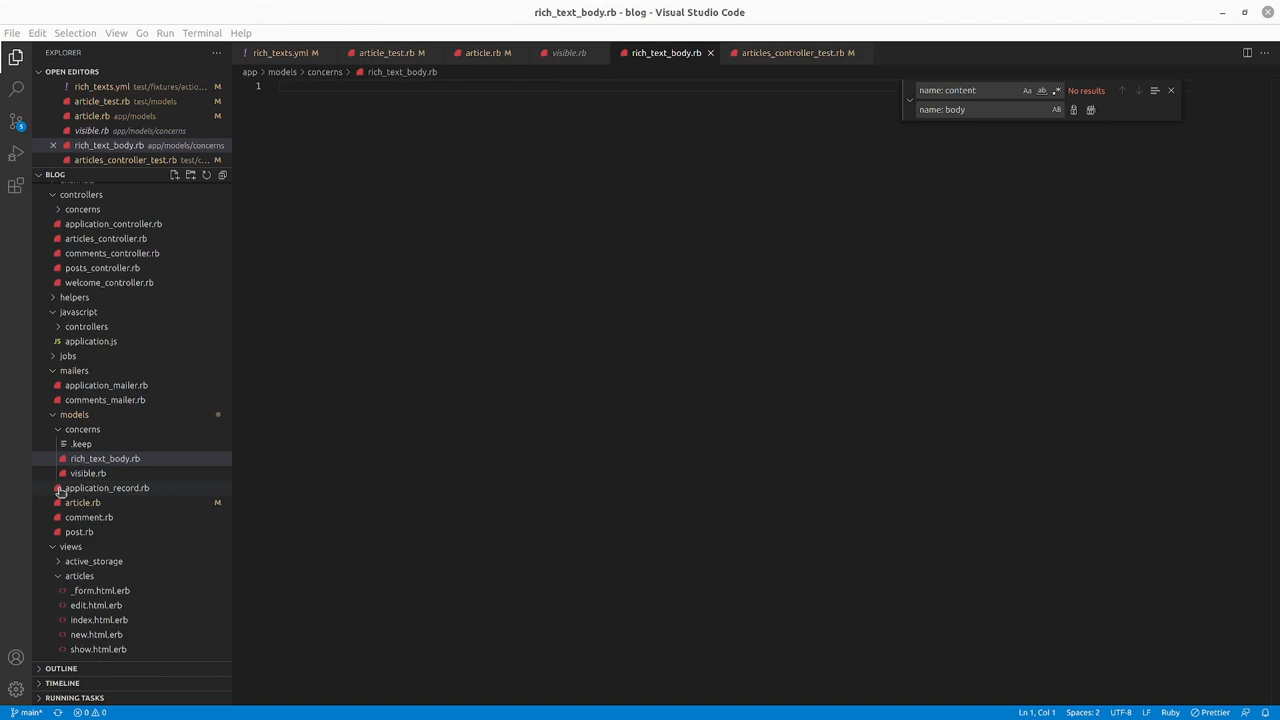 rich_text_body.rb - blog - Visual Studio Code
File Edit Selection View Go Run Terminal Help
EXPLORER
rich_texts.yml M
article_test.rb M
article.rb M
visible.rb
rich_text_body.rb
articles_controller_test.rb M
OPEN EDITORS
app models concerns rich_text_body.rb
rich_texts.yml test/fixtures/actio... M
1
name: content Aa ab .* No results
article_test.rb test/models M
name: body AB
article.rb app/models M
visible.rb app/models/concerns
rich_text_body.rb app/models/concerns
articles_controller_test.rb test/c... M
BLOG
controllers
concerns
application_controller.rb
articles_controller.rb
comments_controller.rb
posts_controller.rb
welcome_controller.rb
helpers
javascript
controllers
JS application.js
jobs
mailers
application_mailer.rb
comments_mailer.rb
models
concerns
.keep
rich_text_body.rb
visible.rb
application_record.rb
article.rb M
comment.rb
post.rb
views
active_storage
articles
_form.html.erb
edit.html.erb
index.html.erb
new.html.erb
show.html.erb
OUTLINE
TIMELINE
RUNNING TASKS
main* 0 0 Ln 1, Col 1 Spaces: 2 UTF-8 LF Ruby Prettier